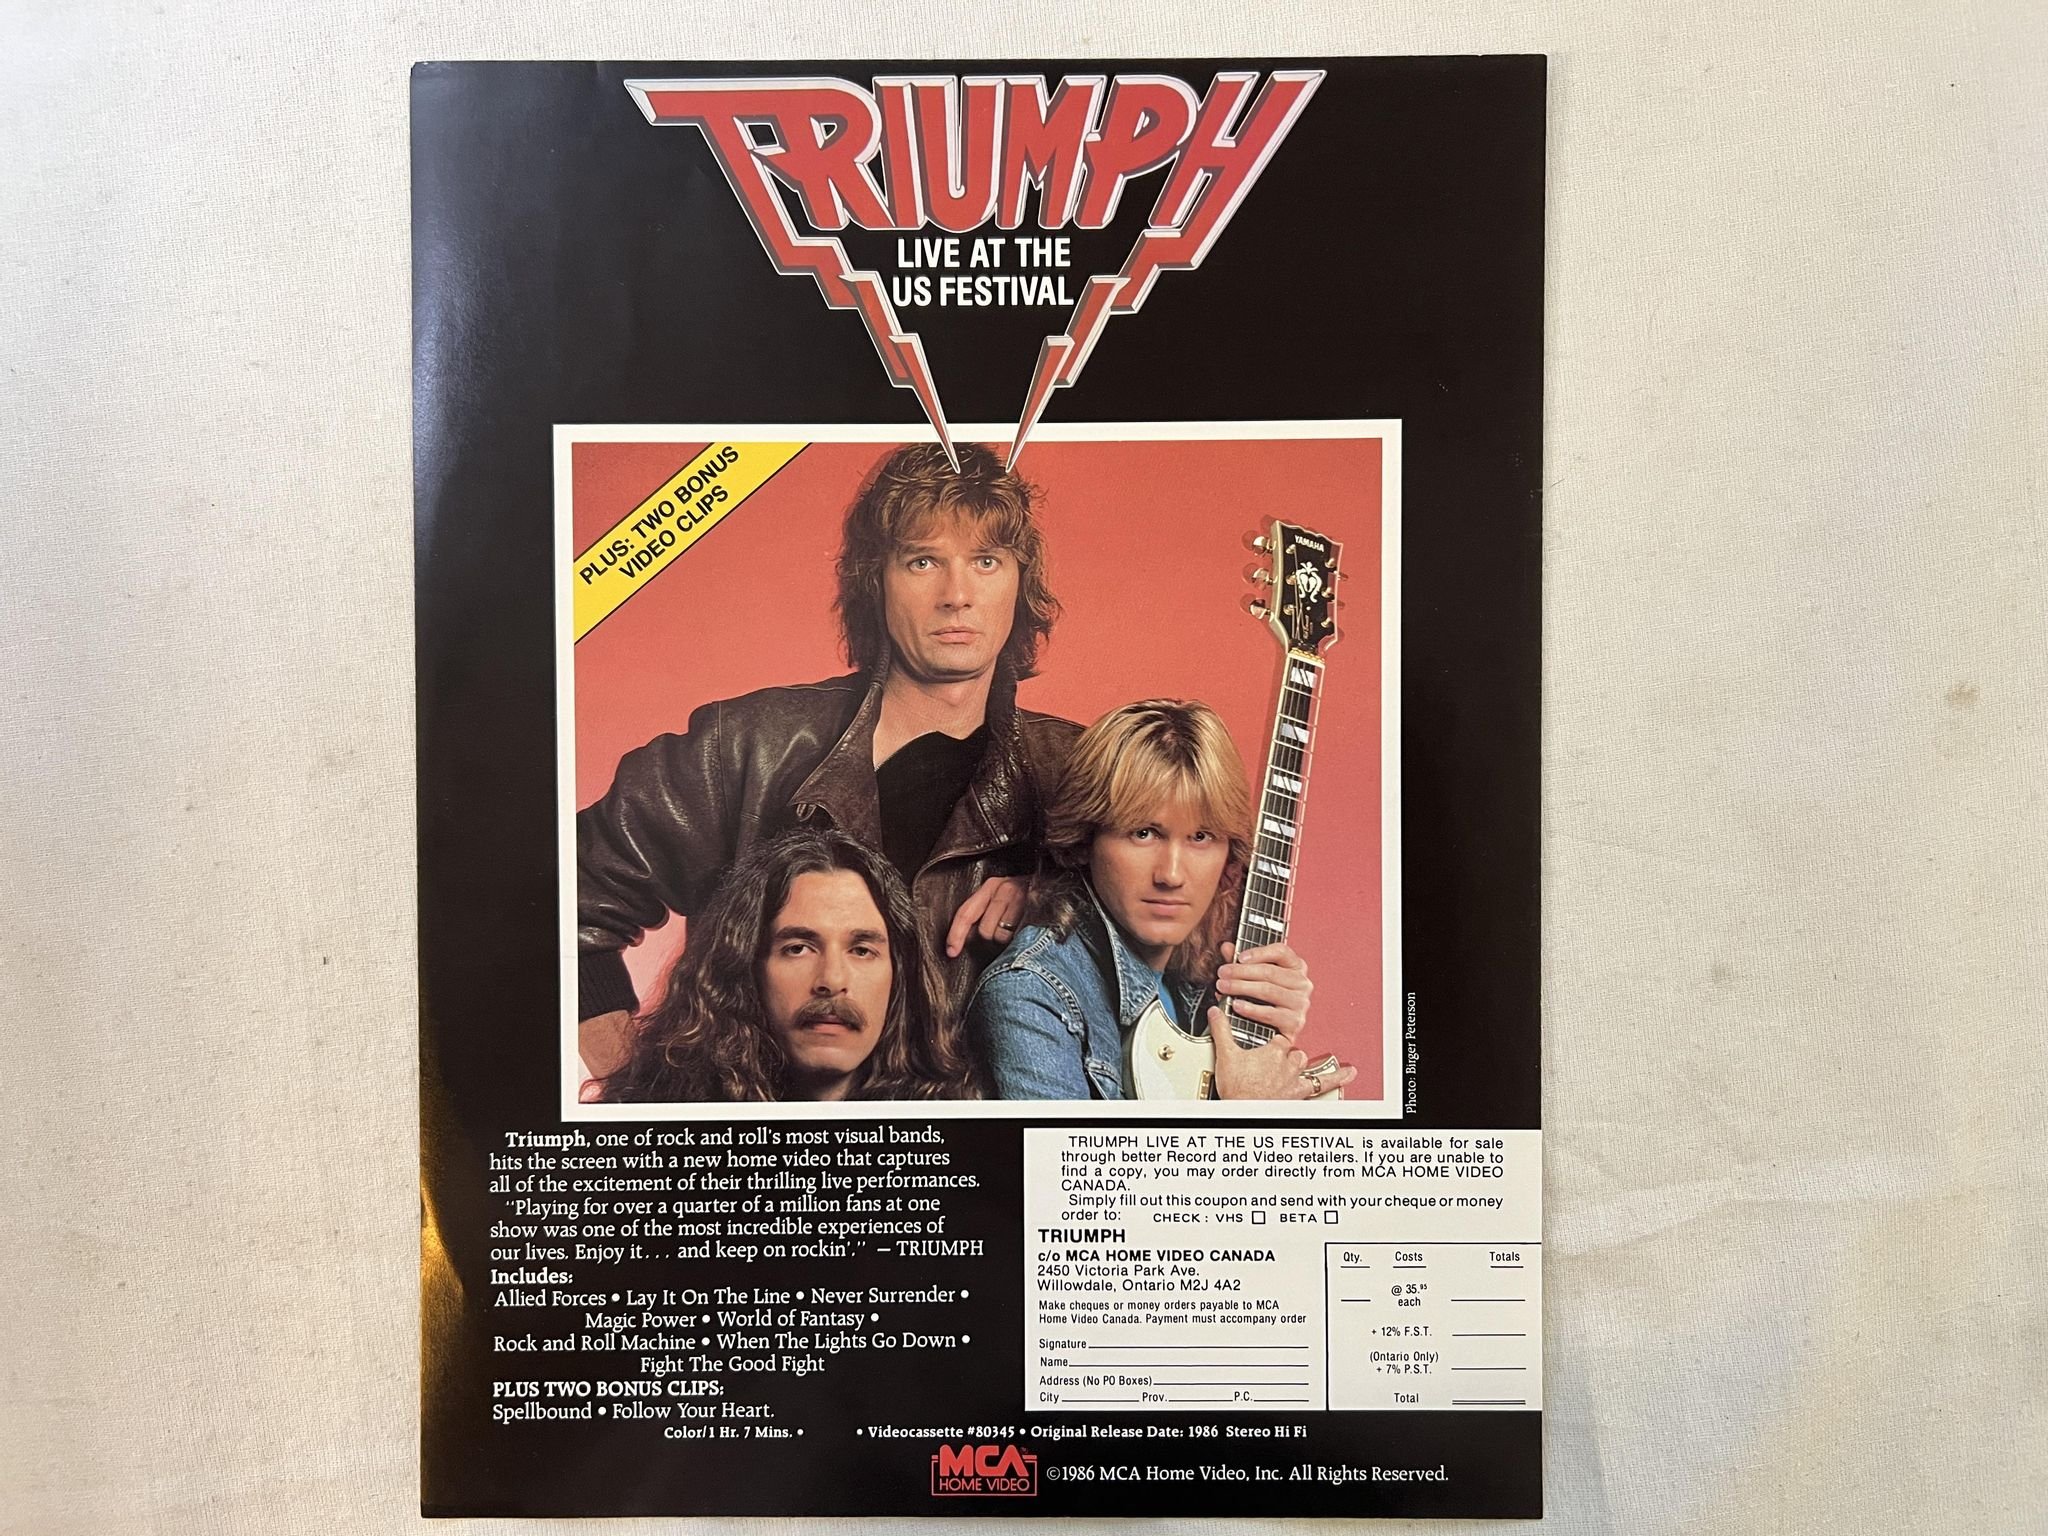 TRIUMPH
LIVE AT THE
US FESTIVAL
PLUS: TWO BONUS
VIDEO CLIPS
YAMAHA
Photo: Birger Peterson
Triumph, one of rock and roll's most visual bands,
hits the screen with a new home video that captures
all of the excitement of their thrilling live performances.
"Playing for over a quarter of a million fans at one
show was one of the most incredible experiences of
our lives. Enjoy it... and keep on rockin'." — TRIUMPH
Includes:
Allied Forces • Lay It On The Line • Never Surrender •
Magic Power • World of Fantasy •
Rock and Roll Machine • When The Lights Go Down •
Fight The Good Fight
PLUS TWO BONUS CLIPS:
Spellbound • Follow Your Heart.
TRIUMPH LIVE AT THE US FESTIVAL is available for sale
through better Record and Video retailers. If you are unable to
find a copy, you may order directly from MCA HOME VIDEO
CANADA.
Simply fill out this coupon and send with your cheque or money
order to: CHECK: VHS ☐ BETA ☐
TRIUMPH
c/o MCA HOME VIDEO CANADA
2450 Victoria Park Ave.
Willowdale, Ontario M2J 4A2
Make cheques or money orders payable to MCA
Home Video Canada. Payment must accompany order
Signature
Name
Address (No PO Boxes)
City Prov. P.C.
Qty. Costs Totals
@ 35.95
each
+ 12% F.S.T.
(Ontario Only)
+ 7% P.S.T.
Total
Color/1 Hr. 7 Mins. • • Videocassette #80345 • Original Release Date: 1986 Stereo Hi Fi
MCA
HOME VIDEO
©1986 MCA Home Video, Inc. All Rights Reserved.